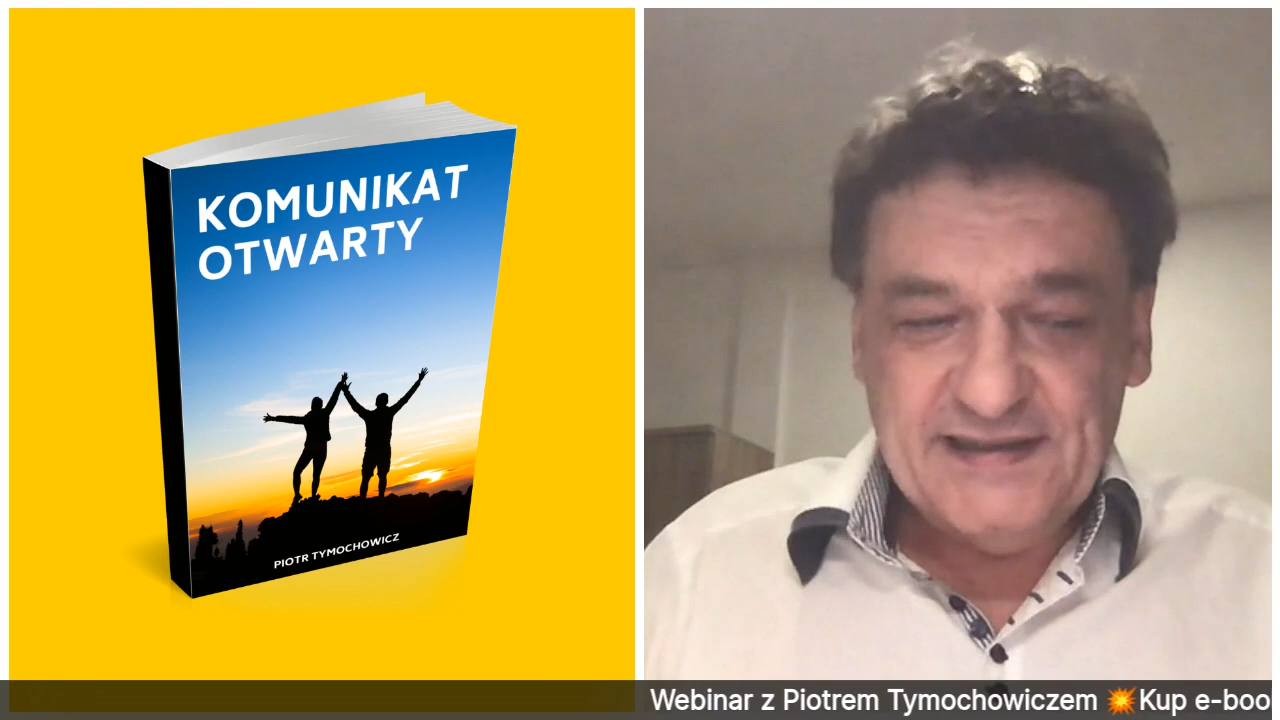 KOMUNIKAT
OTWARTY
PIOTR TYMOCHOWICZ
Webinar z Piotrem Tymochowiczem 💥Kup e-boo